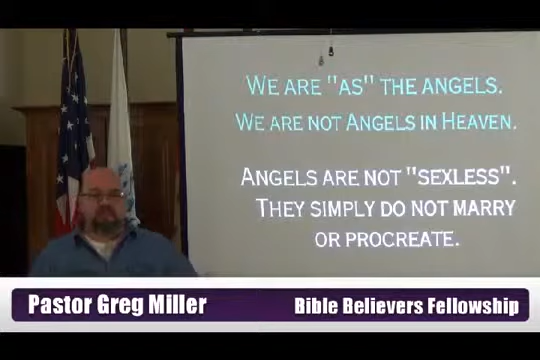 We are "as" the angels.
We are not Angels in Heaven.
Angels are not "sexless".
They simply do not marry
or procreate.
Pastor Greg Miller
Bible Believers Fellowship